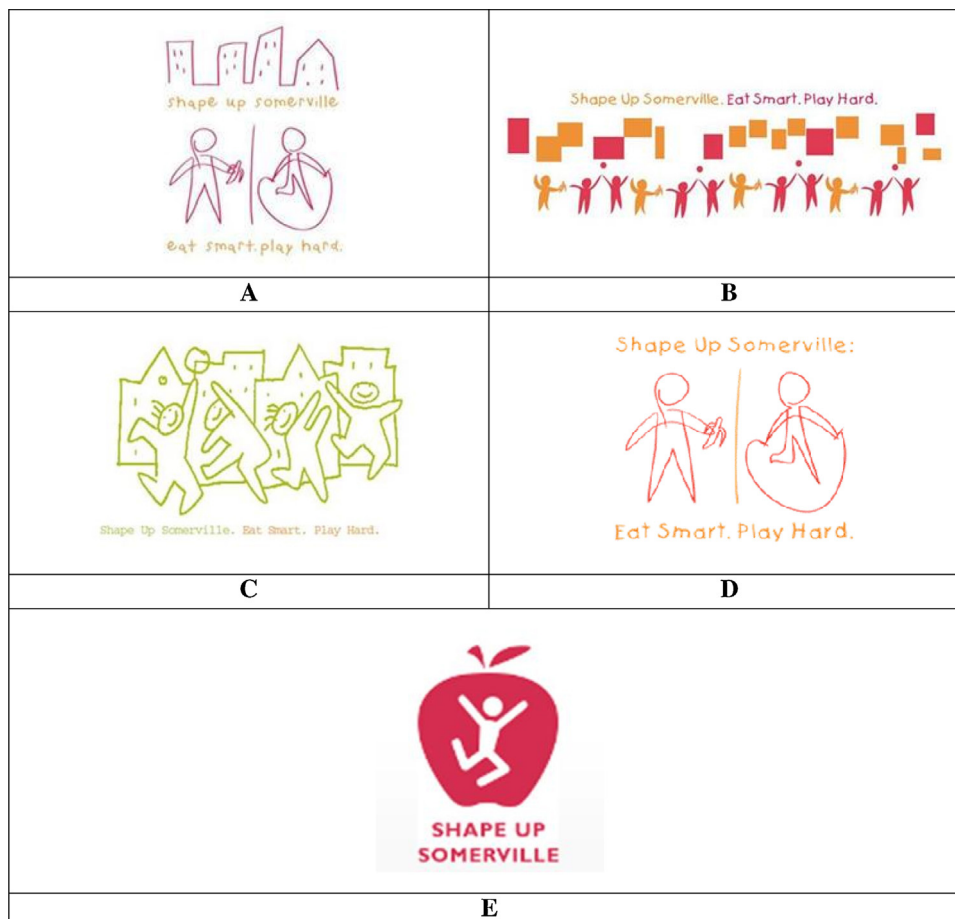 shape up somerville
eat smart. play hard.
A
Shape Up Somerville. Eat Smart. Play Hard.
B
Shape Up Somerville. Eat Smart. Play Hard.
C
Shape Up Somerville:
Eat Smart. Play Hard.
D
SHAPE UP
SOMERVILLE
E